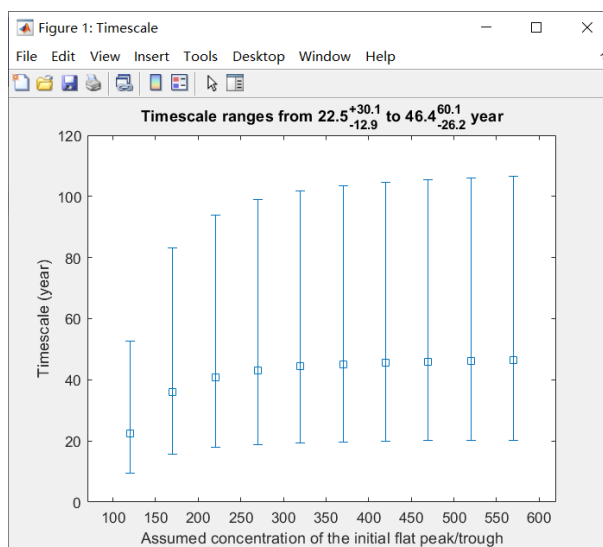 Figure 1: Timescale
File Edit View Insert Tools Desktop Window Help
Timescale ranges from 22.5+30.1-12.9 to 46.460.1-26.2 year
120
100
80
60
40
20
0
Timescale (year)
100 150 200 250 300 350 400 450 500 550 600
Assumed concentration of the initial flat peak/trough